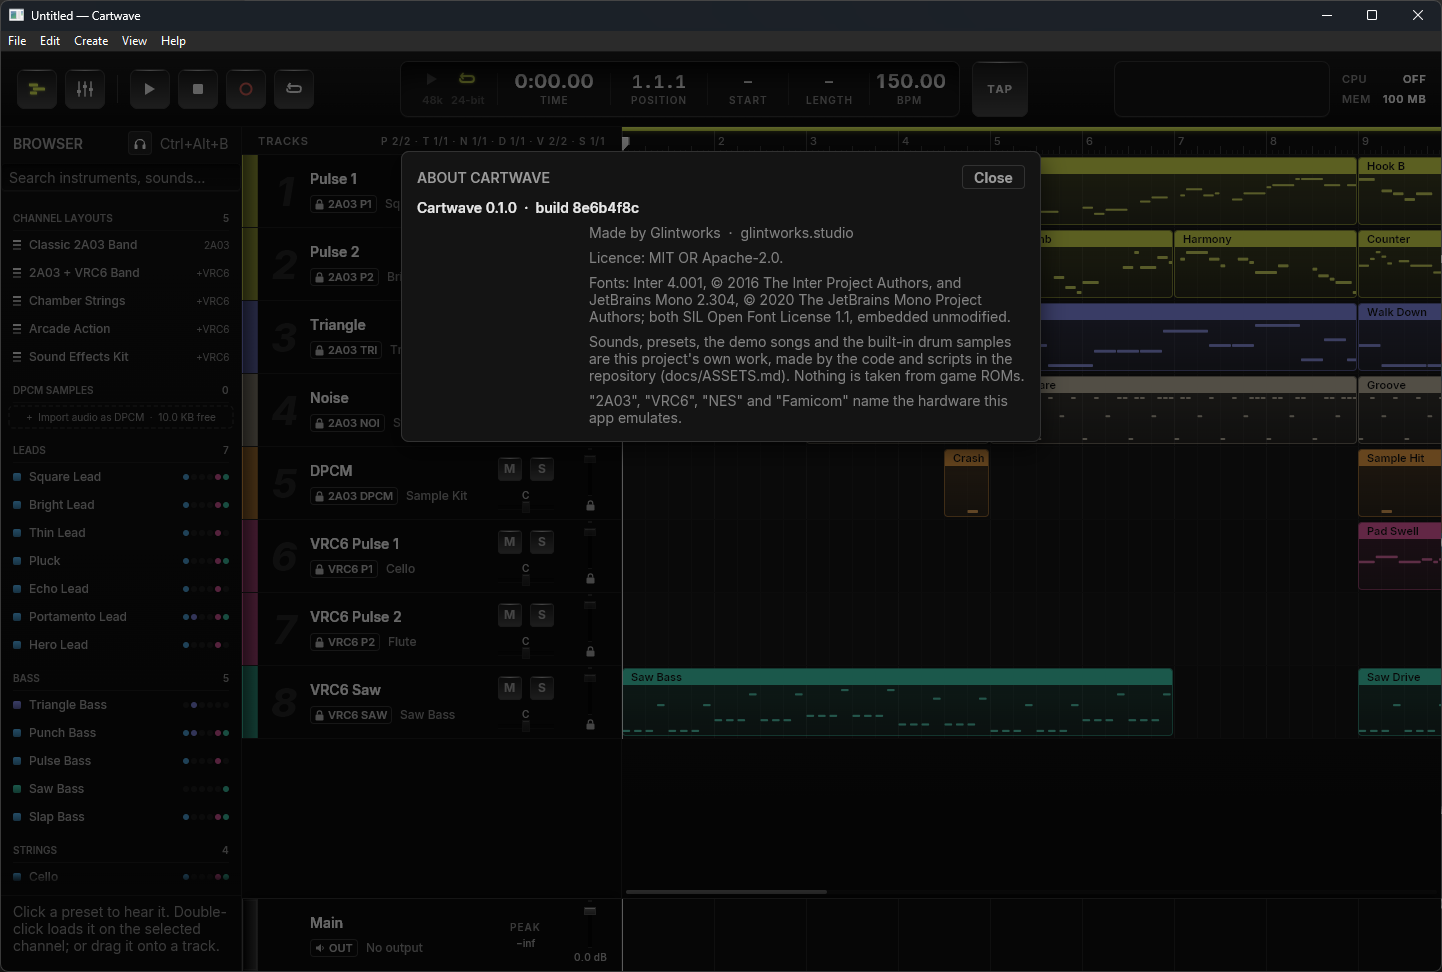 Untitled — Cartwave
File Edit Create View Help
48k 24-bit
0:00.00
TIME
1.1.1
POSITION
–
START
–
LENGTH
150.00
BPM
TAP
CPU OFF
MEM 100 MB
BROWSER Ctrl+Alt+B
Search instruments, sounds...
CHANNEL LAYOUTS 5
Classic 2A03 Band 2A03
2A03 + VRC6 Band +VRC6
Chamber Strings +VRC6
Arcade Action +VRC6
Sound Effects Kit +VRC6
DPCM SAMPLES 0
+ Import audio as DPCM · 10.0 KB free
LEADS 7
Square Lead
Bright Lead
Thin Lead
Pluck
Echo Lead
Portamento Lead
Hero Lead
BASS 5
Triangle Bass
Punch Bass
Pulse Bass
Saw Bass
Slap Bass
STRINGS 4
Cello
Click a preset to hear it. Double-
click loads it on the selected
channel; or drag it onto a track.
TRACKS P 2/2 · T 1/1 · N 1/1 · D 1/1 · V 2/2 · S 1/1
2 3 4 5 6 7 8 9
1 Pulse 1
2A03 P1 Sq
2 Pulse 2
2A03 P2 Bri
3 Triangle
2A03 TRI Tr
4 Noise
2A03 NOI S
5 DPCM M S
2A03 DPCM Sample Kit C
6 VRC6 Pulse 1 M S
VRC6 P1 Cello C
7 VRC6 Pulse 2 M S
VRC6 P2 Flute C
8 VRC6 Saw M S
VRC6 SAW Saw Bass C
Hook B
mb Harmony Counter
Walk Down
are Groove
Crash Sample Hit
Pad Swell
Saw Bass Saw Drive
ABOUT CARTWAVE Close
Cartwave 0.1.0 · build 8e6b4f8c
Made by Glintworks · glintworks.studio
Licence: MIT OR Apache-2.0.
Fonts: Inter 4.001, © 2016 The Inter Project Authors, and
JetBrains Mono 2.304, © 2020 The JetBrains Mono Project
Authors; both SIL Open Font License 1.1, embedded unmodified.
Sounds, presets, the demo songs and the built-in drum samples
are this project's own work, made by the code and scripts in the
repository (docs/ASSETS.md). Nothing is taken from game ROMs.
"2A03", "VRC6", "NES" and "Famicom" name the hardware this
app emulates.
Main
OUT No output
PEAK
-inf
0.0 dB